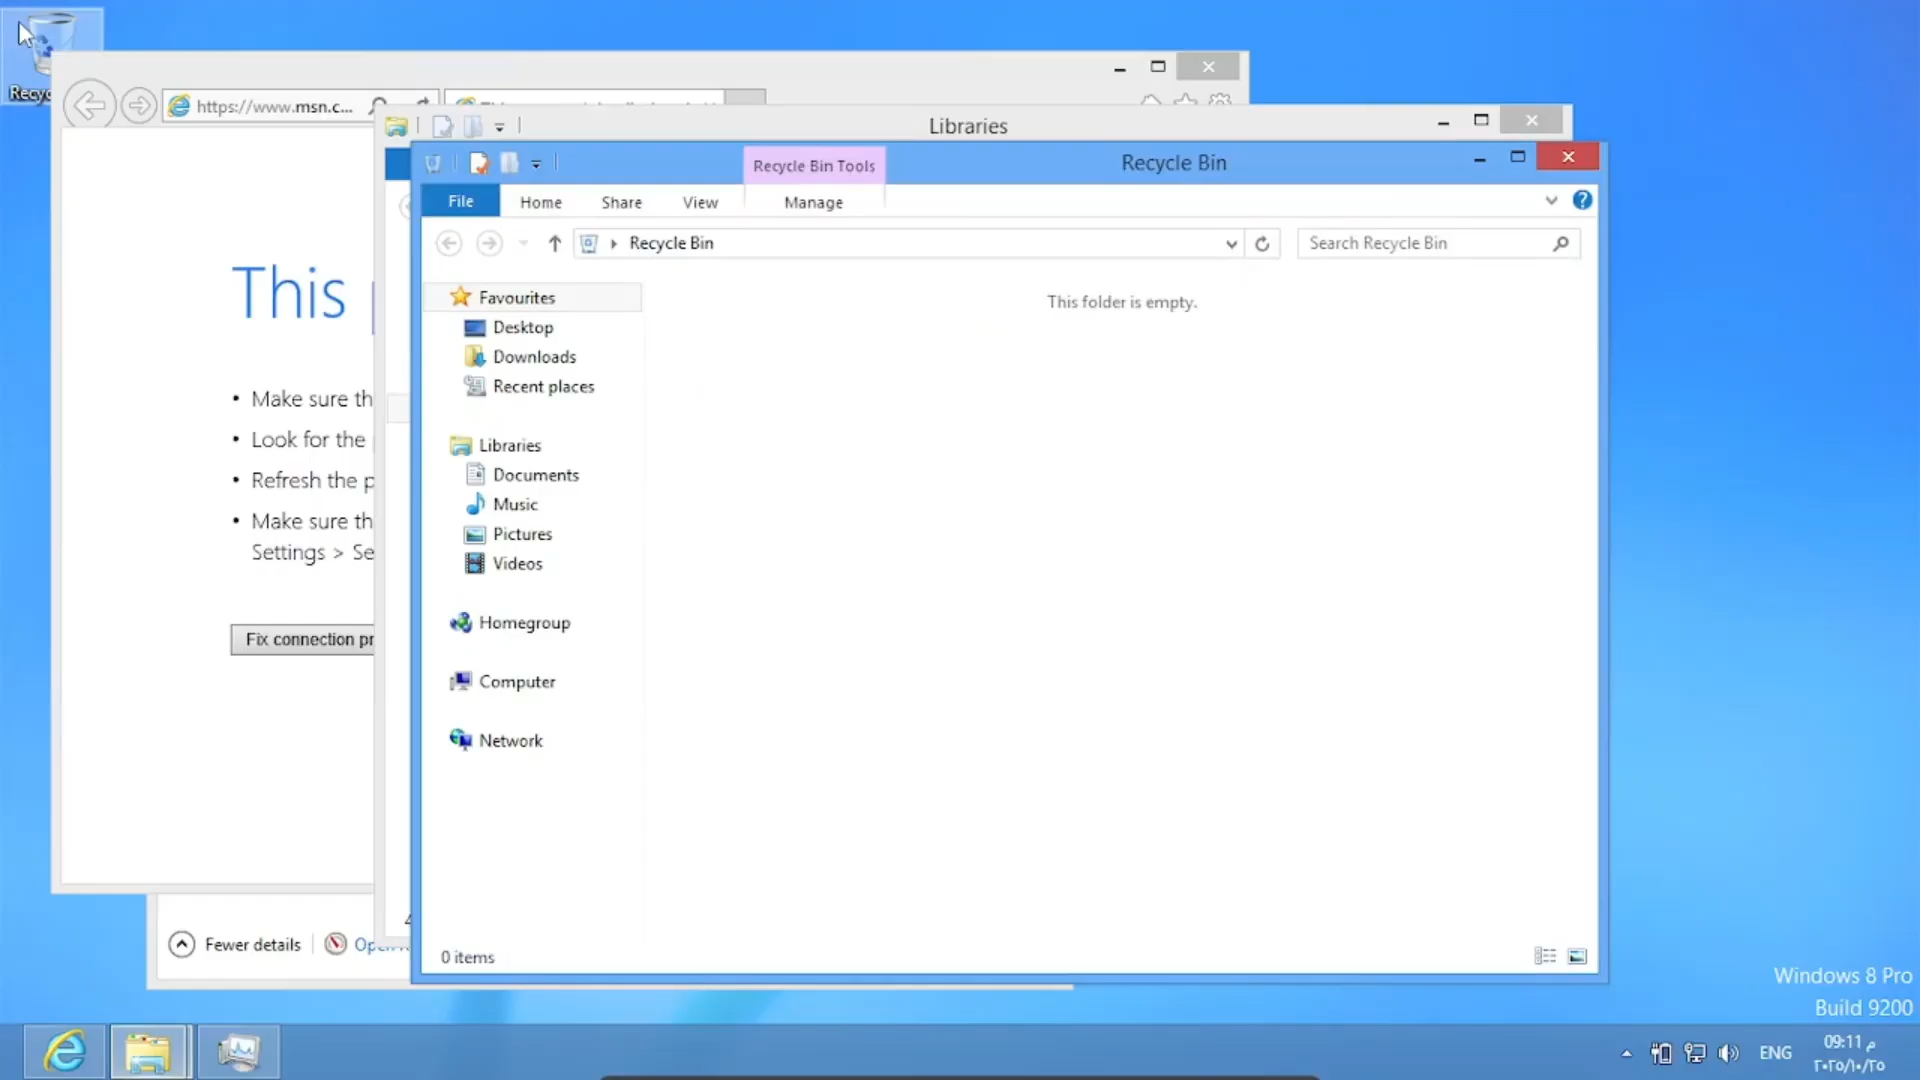 Recyc
https://www.msn.c...
Libraries
Recycle Bin Tools
Recycle Bin
File
Home
Share
View
Manage
Recycle Bin
Search Recycle Bin
Favourites
Desktop
Downloads
Recent places
Libraries
Documents
Music
Pictures
Videos
Homegroup
Computer
Network
This folder is empty.
0 items
This
• Make sure th
• Look for the
• Refresh the p
• Make sure th
Settings > Se
Fix connection pr
Fewer details
Open
Windows 8 Pro
Build 9200
ENG
09:11 م
٢٠٢٥/١٠/٢٥